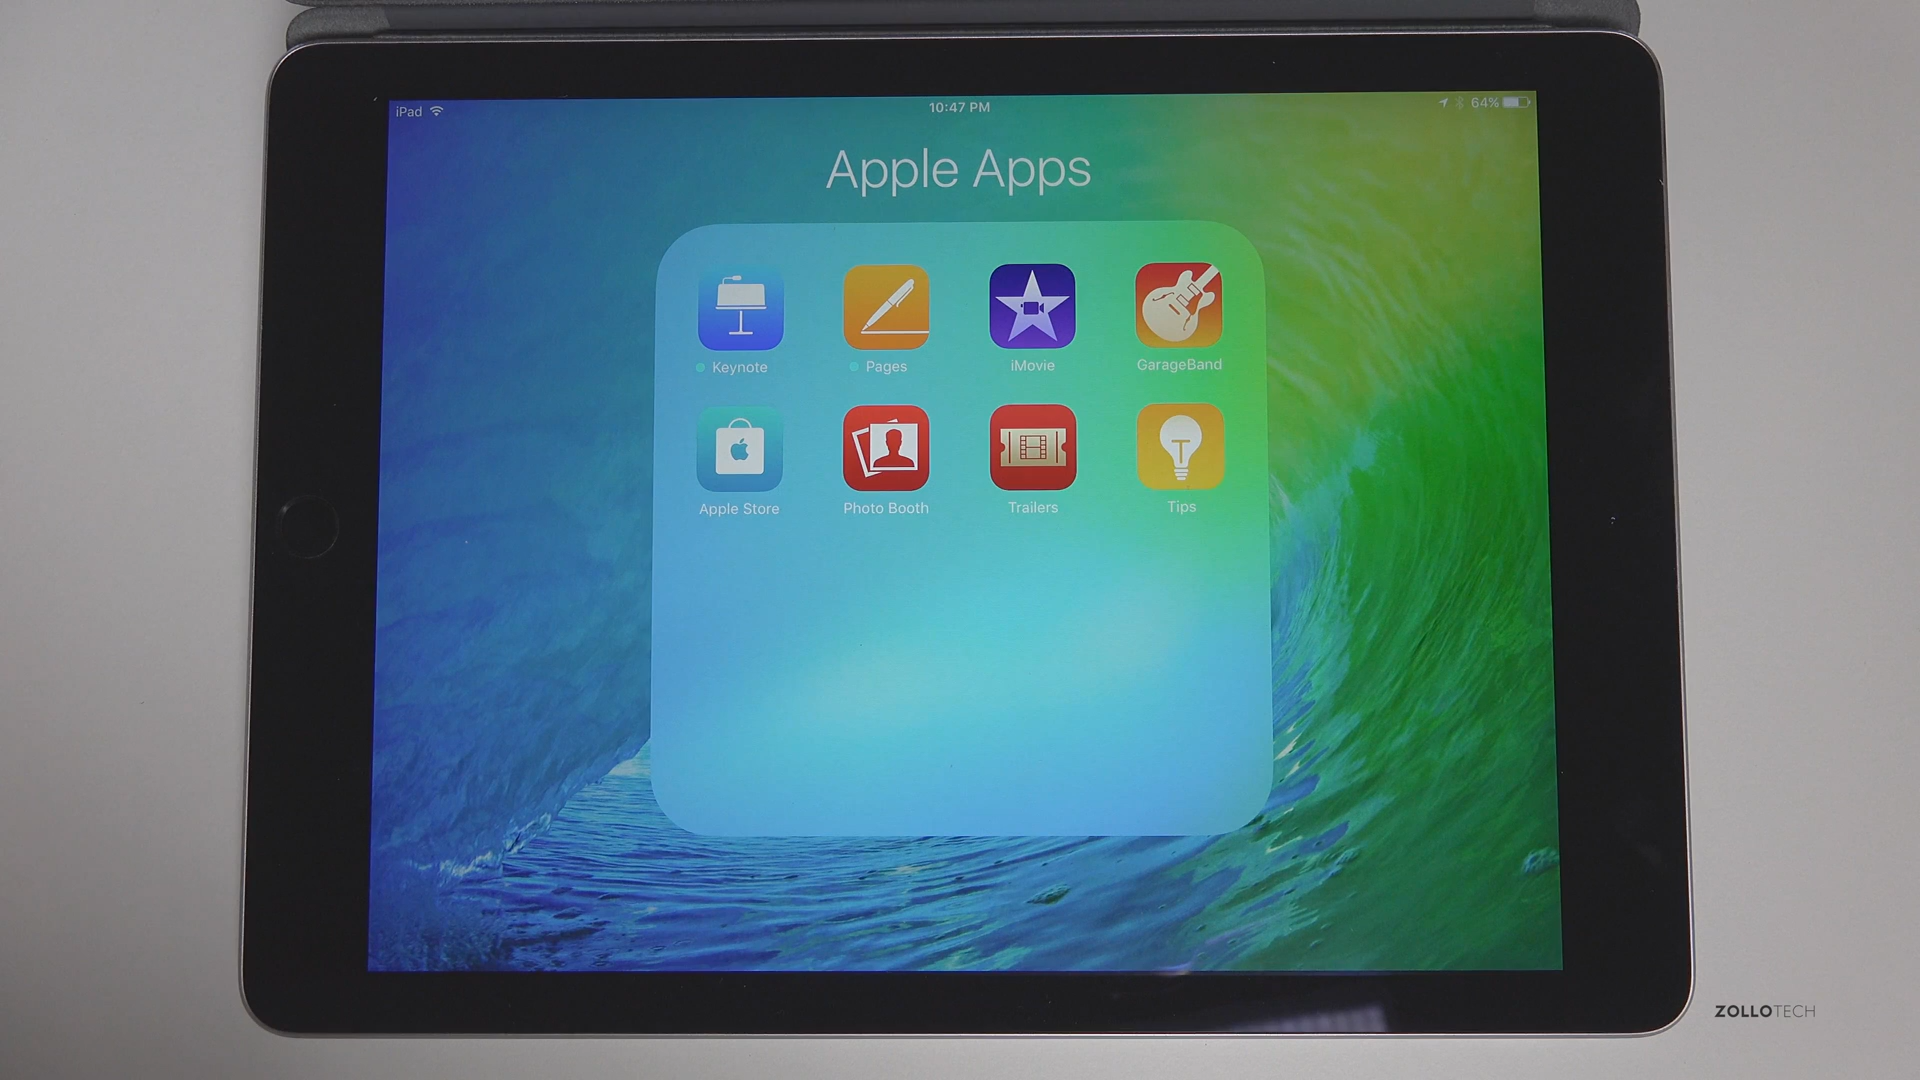 iPad
10:47 PM
64%
Apple Apps
Keynote
Pages
iMovie
GarageBand
Apple Store
Photo Booth
Trailers
T
Tips
ZOLLOTECH